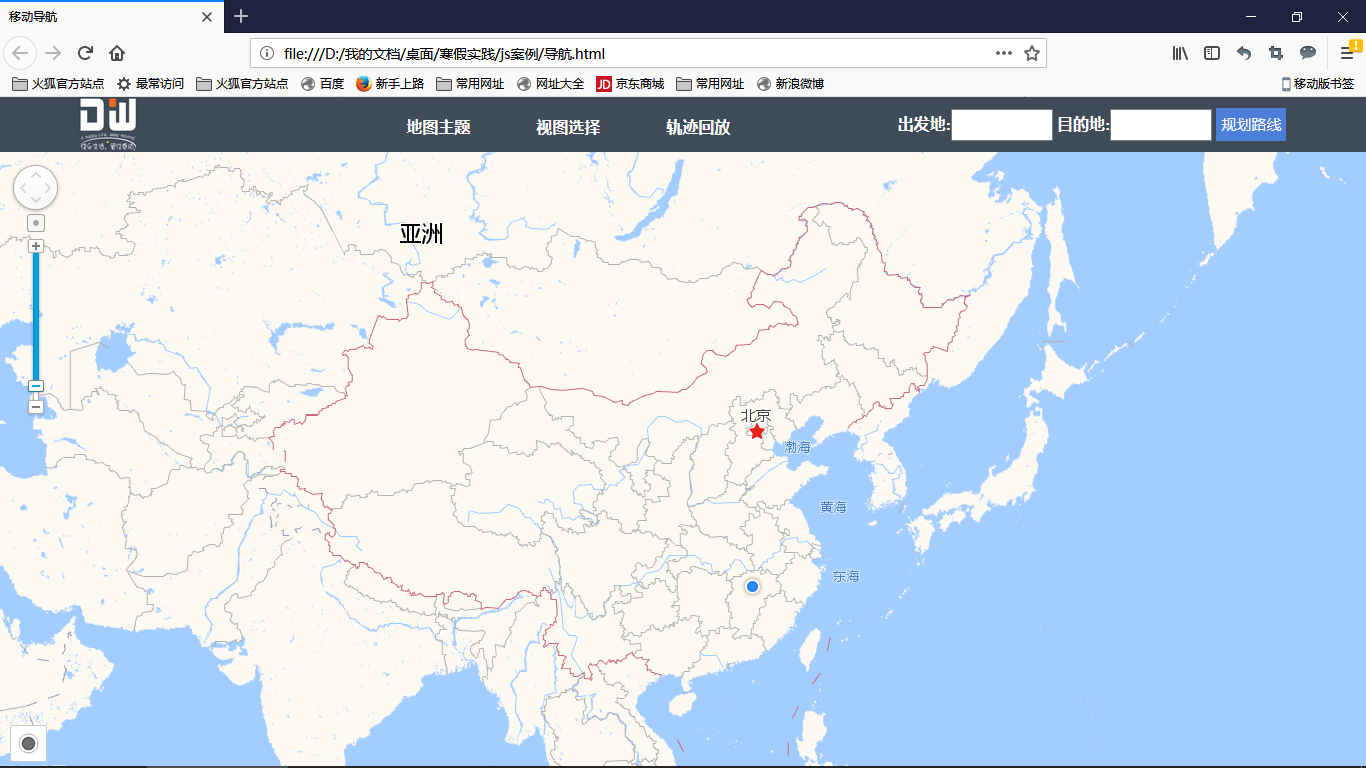 移动导航
file:///D:/我的文档/桌面/寒假实践/js案例/导航.html
火狐官方站点 最常访问 火狐官方站点 百度 新手上路 常用网址 网址大全 JD 京东商城 常用网址 新浪微博 移动版书签
DW
地图主题 视图选择 轨迹回放 出发地: 目的地: 规划路线
亚洲
北京
渤海
黄海
东海